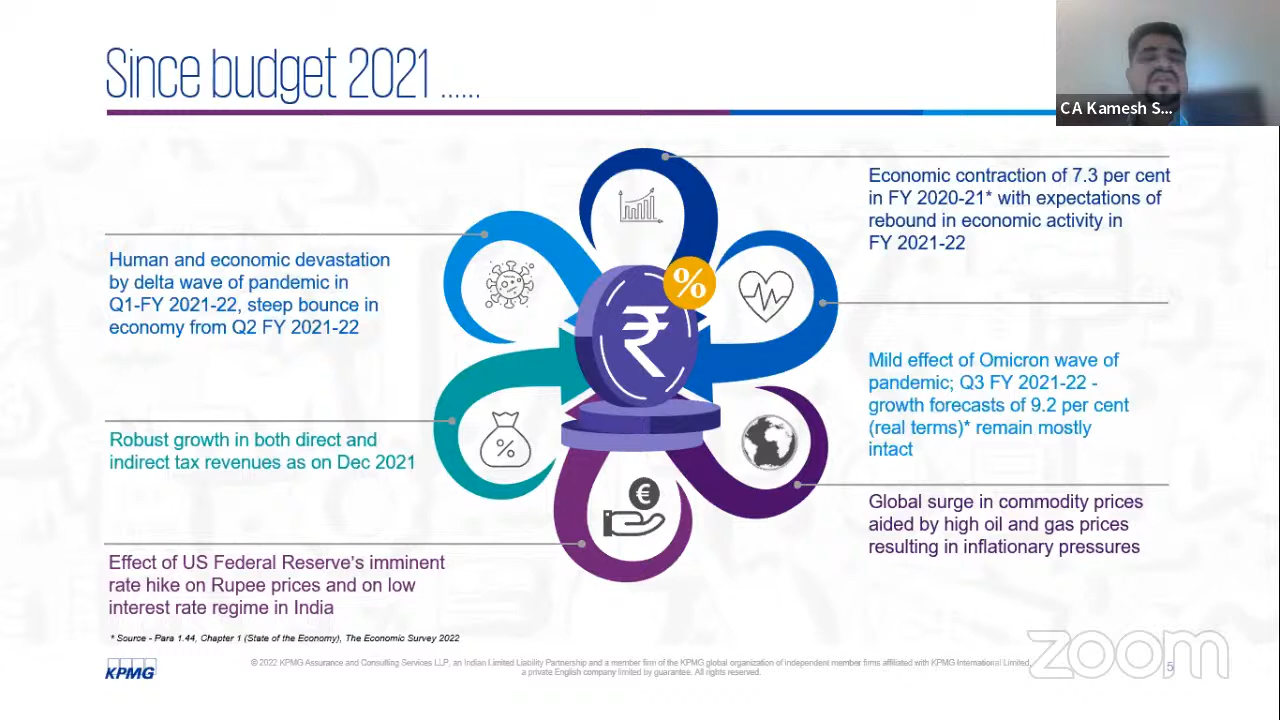 Since budget 2021 ......
CA Kamesh S...
Economic contraction of 7.3 per cent
in FY 2020-21* with expectations of
rebound in economic activity in
FY 2021-22
Human and economic devastation
by delta wave of pandemic in
Q1-FY 2021-22, steep bounce in
economy from Q2 FY 2021-22
%
₹
Mild effect of Omicron wave of
pandemic; Q3 FY 2021-22 -
growth forecasts of 9.2 per cent
(real terms)* remain mostly
intact
Robust growth in both direct and
indirect tax revenues as on Dec 2021
%
€
Global surge in commodity prices
aided by high oil and gas prices
resulting in inflationary pressures
Effect of US Federal Reserve's imminent
rate hike on Rupee prices and on low
interest rate regime in India
* Source - Para 1.44, Chapter 1 (State of the Economy), The Economic Survey 2022
KPMG
© 2022 KPMG Assurance and Consulting Services LLP, an Indian Limited Liability Partnership and a member firm of the KPMG global organization of independent member firms affiliated with KPMG International Limited,
a private English company limited by guarantee. All rights reserved.
zoom
5